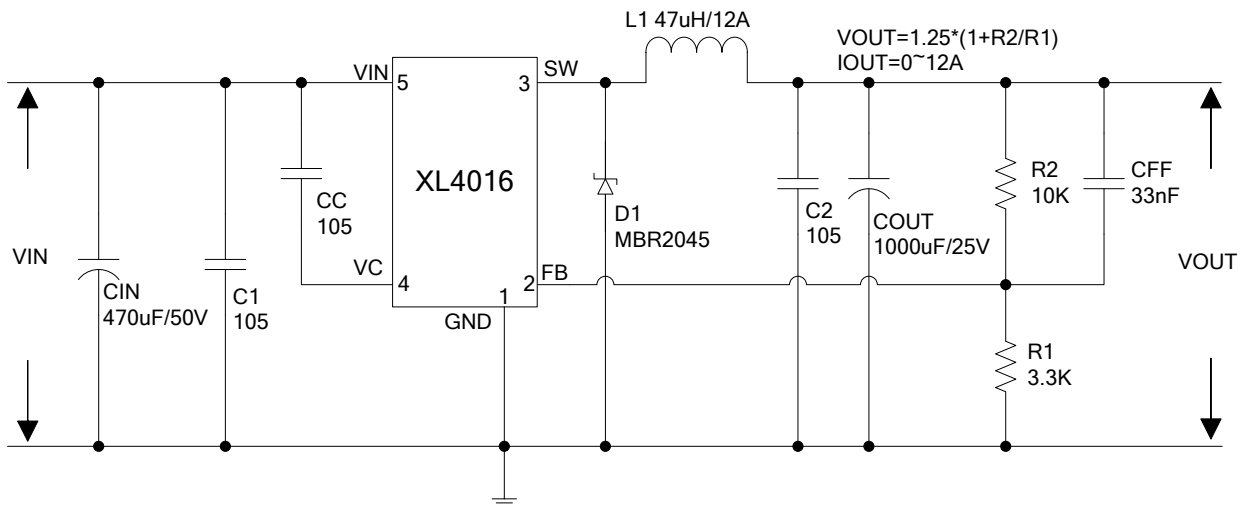 L1 47uH/12A
VOUT=1.25*(1+R2/R1)
IOUT=0~12A
VIN
5
3
SW
XL4016
CC
105
R2
10K
CFF
33nF
D1
MBR2045
C2
105
COUT
1000uF/25V
VIN
VC
4
2
FB
VOUT
CIN
470uF/50V
C1
105
1
GND
R1
3.3K